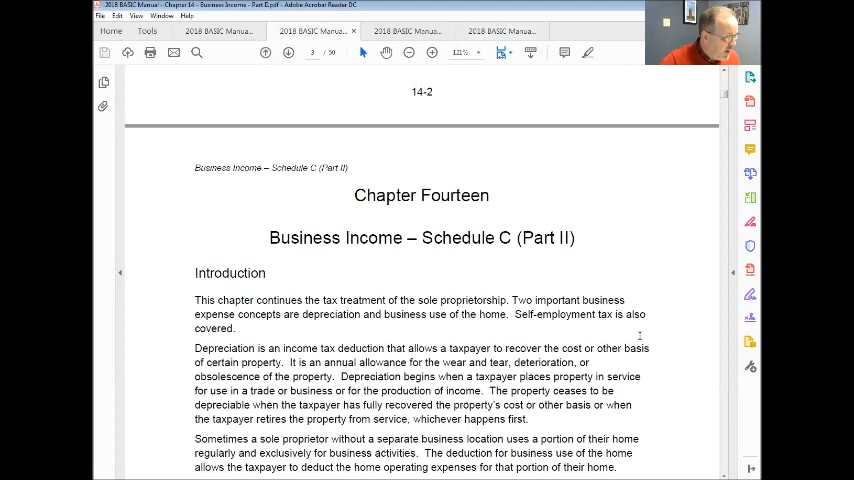 2018 BASIC Manual - Chapter 14 - Business Income - Part II.pdf - Adobe Acrobat Reader DC
File Edit View Window Help
Home Tools 2018 BASIC Manua... 2018 BASIC Manua... × 2018 BASIC Manua... 2018 BASIC Manua...
3 / 50 121%
14-2
Business Income – Schedule C (Part II)
Chapter Fourteen
Business Income – Schedule C (Part II)
Introduction
This chapter continues the tax treatment of the sole proprietorship. Two important business
expense concepts are depreciation and business use of the home. Self-employment tax is also
covered.
Depreciation is an income tax deduction that allows a taxpayer to recover the cost or other basis
of certain property. It is an annual allowance for the wear and tear, deterioration, or
obsolescence of the property. Depreciation begins when a taxpayer places property in service
for use in a trade or business or for the production of income. The property ceases to be
depreciable when the taxpayer has fully recovered the property's cost or other basis or when
the taxpayer retires the property from service, whichever happens first.
Sometimes a sole proprietor without a separate business location uses a portion of their home
regularly and exclusively for business activities. The deduction for business use of the home
allows the taxpayer to deduct the home operating expenses for that portion of their home.